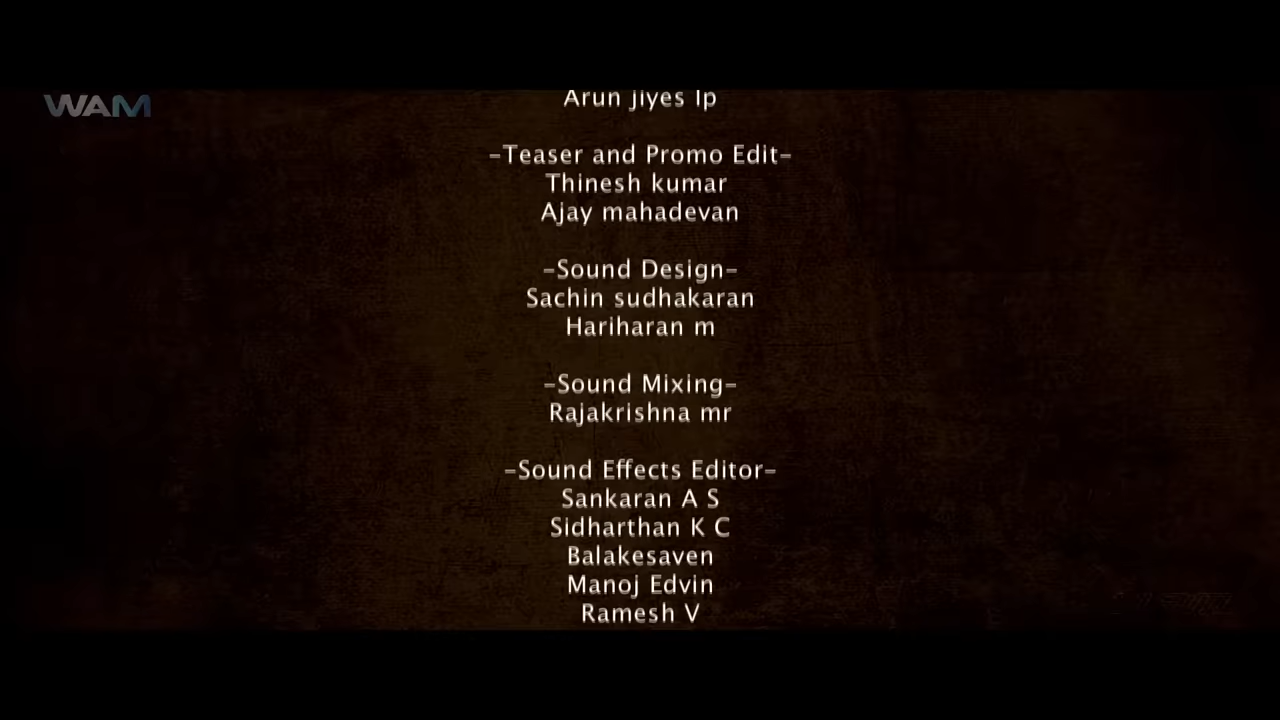 WAM
Arun Jiyes lp
-Teaser and Promo Edit-
Thinesh kumar
Ajay mahadevan
-Sound Design-
Sachin sudhakaran
Hariharan m
-Sound Mixing-
Rajakrishna mr
-Sound Effects Editor-
Sankaran A S
Sidharthan K C
Balakesaven
Manoj Edvin
Ramesh V